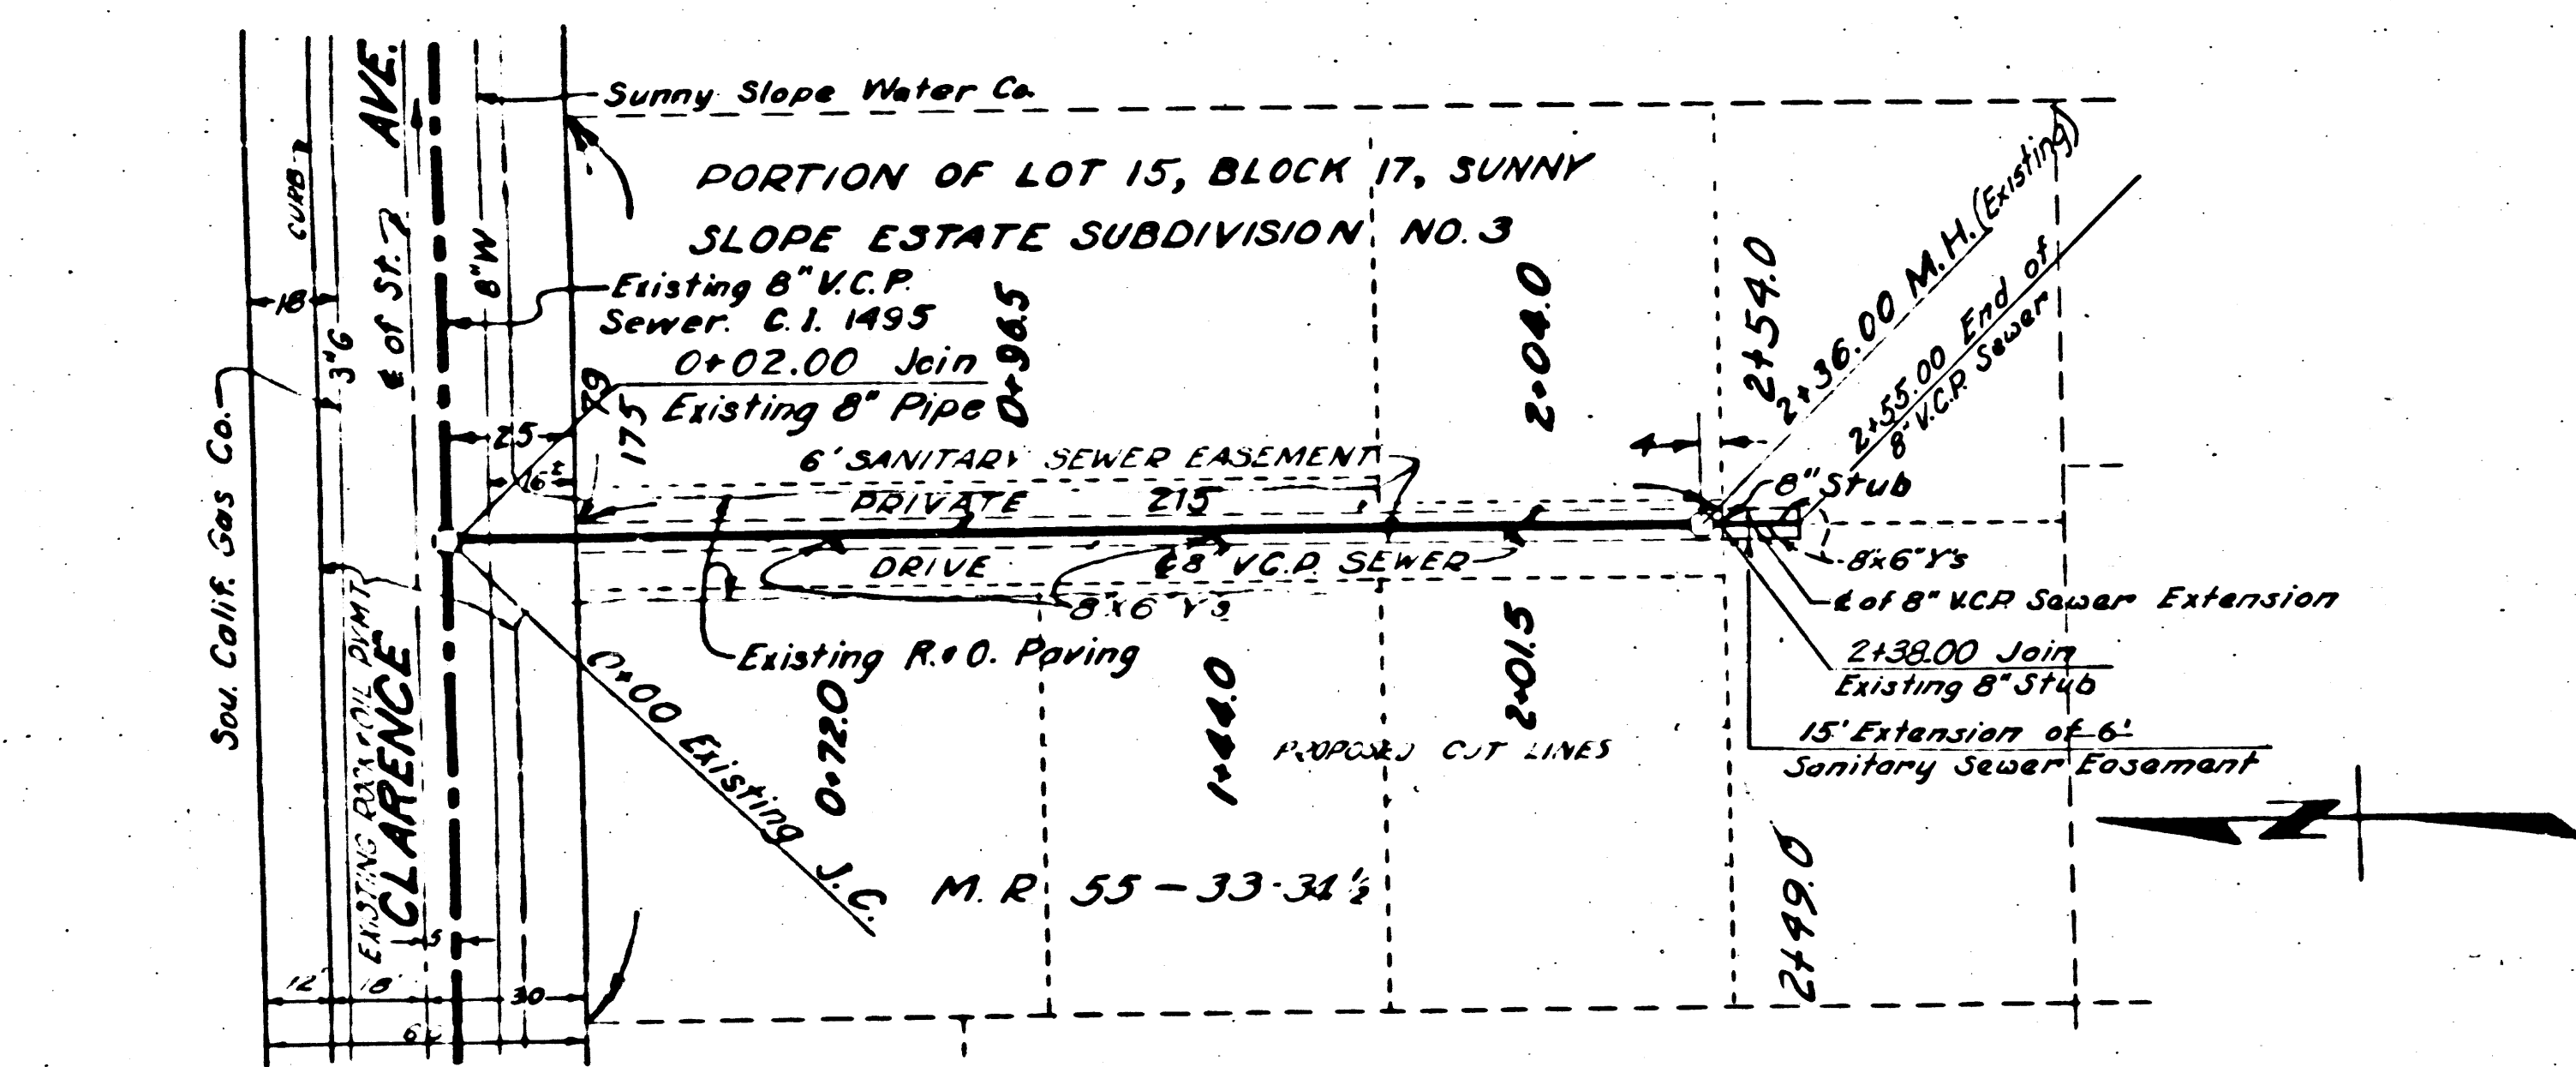 Sunny Slope Water Co.
PORTION OF LOT 15, BLOCK 17, SUNNY
SLOPE ESTATE SUBDIVISION NO. 3
AVE.
CURB
℄ of St.
8"W
18
3"G
Sou. Calif. Gas Co.
Existing 8" V.C.P.
Sewer. C.I. 1495
0+02.00 Join
Existing 8" Pipe
0+96.5
2+04.0
2+54.0
2+36.00 M.H. (Existing)
2+55.00 End of
8" V.C.P. Sewer
25
79
175
6' SANITARY SEWER EASEMENT
4
8" Stub
PRIVATE
215
DRIVE
℄ 8" V.C.P. SEWER
8"x6" Y's
8"x6" Y's
℄ of 8" V.C.P. Sewer Extension
Existing R.&O. Paving
2+38.00 Join
Existing 8" Stub
15' Extension of 6'
Sanitary Sewer Easement
0+00 Existing J.C.
0+72.0
1+44.0
2+01.5
PROPOSED CUT LINES
2+49.0
EXISTING ROCK & OIL PVMT
CLARENCE
M.R. 55-33-34½
5
12'
18'
30
N